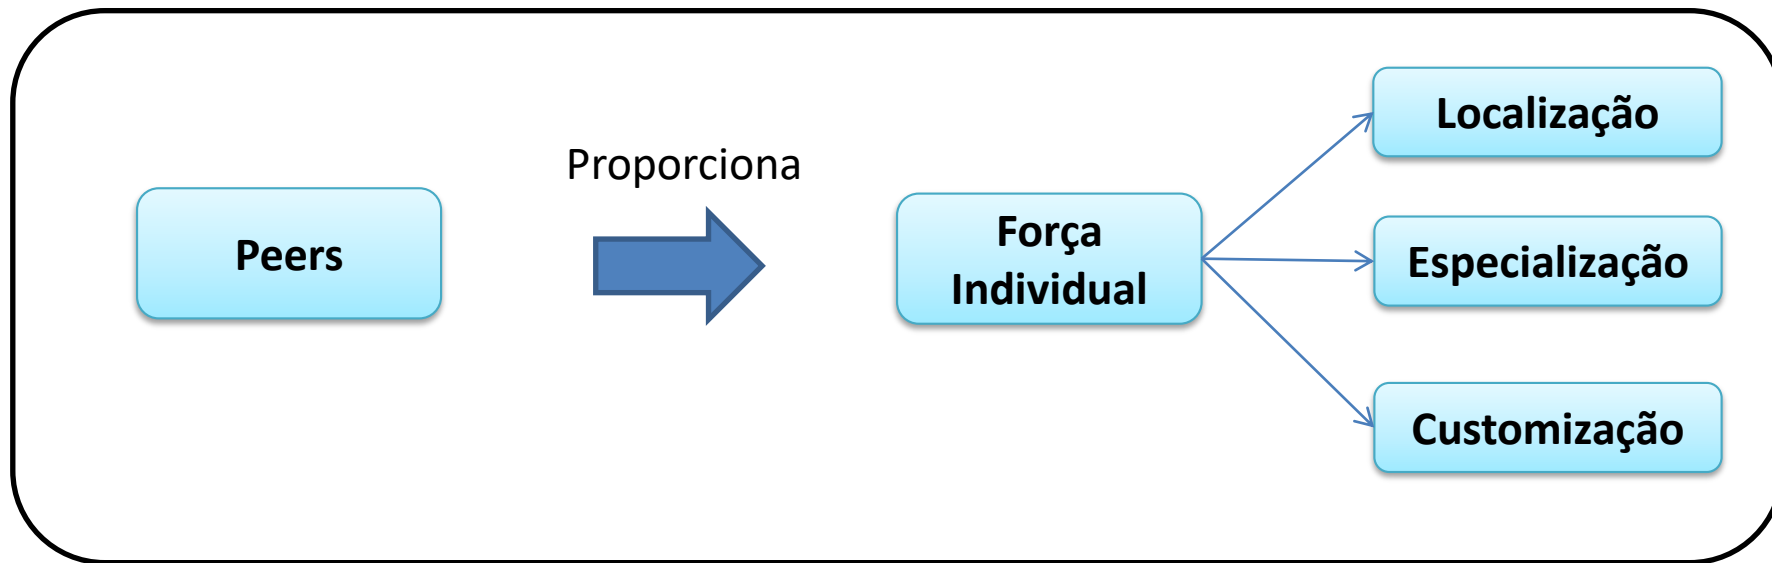 Peers
Proporciona
Força
Individual
Localização
Especialização
Customização